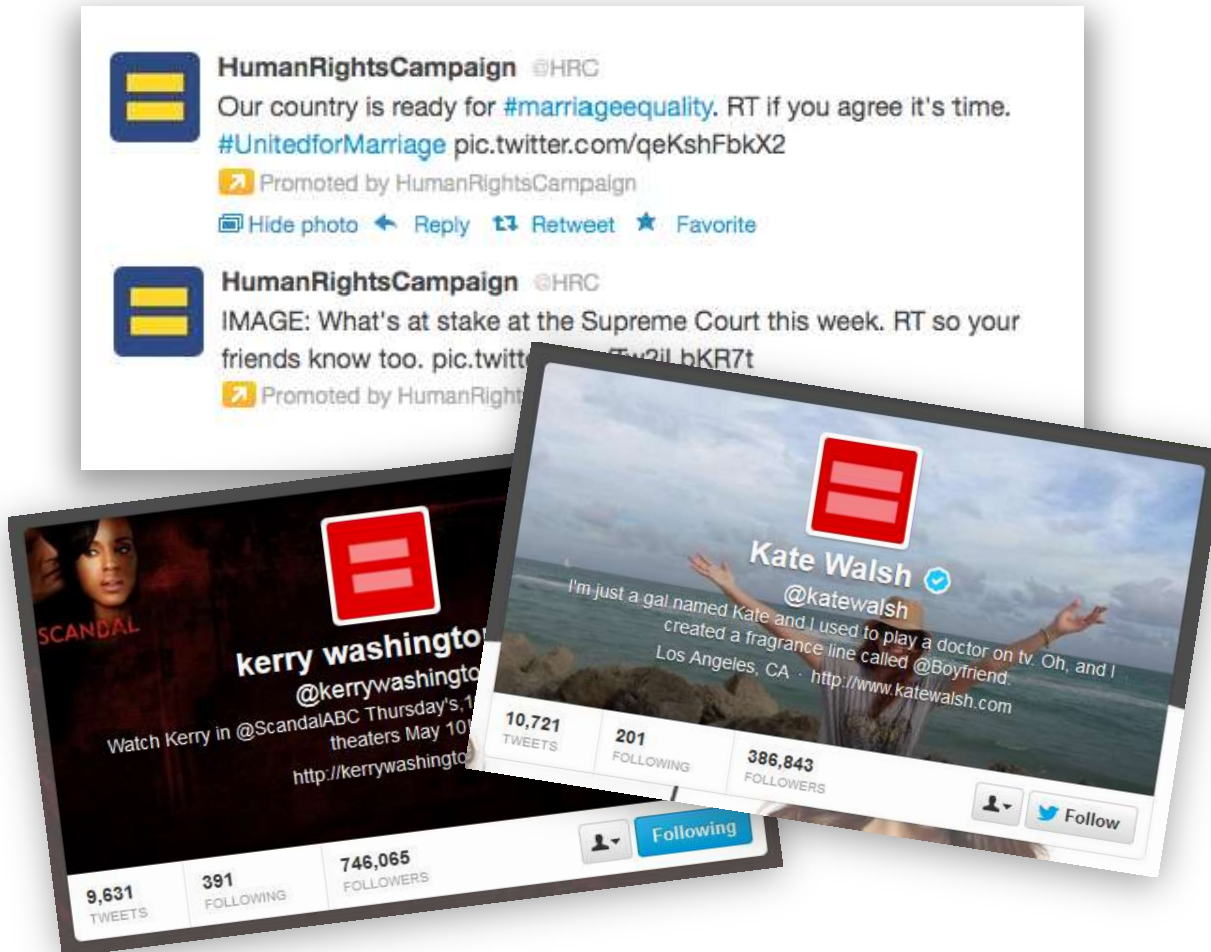 HumanRightsCampaign @HRC
Our country is ready for #marriageequality. RT if you agree it's time.
#UnitedforMarriage pic.twitter.com/qeKshFbkX2
Promoted by HumanRightsCampaign
Hide photo Reply Retweet Favorite
HumanRightsCampaign @HRC
IMAGE: What's at stake at the Supreme Court this week. RT so your
friends know too. pic.twitt
Promoted by HumanRight
SCANDAL
kerry washingto
@kerrywashingto
Watch Kerry in @ScandalABC Thursday's,
theaters May 10
http://kerrywashingto
9,631 391 746,065
TWEETS FOLLOWING FOLLOWERS
Following
Kate Walsh
@katewalsh
I'm just a gal named Kate and I used to play a doctor on tv. Oh, and I
created a fragrance line called @Boyfriend.
Los Angeles, CA · http://www.katewalsh.com
10,721 201 386,843
TWEETS FOLLOWING FOLLOWERS
Follow